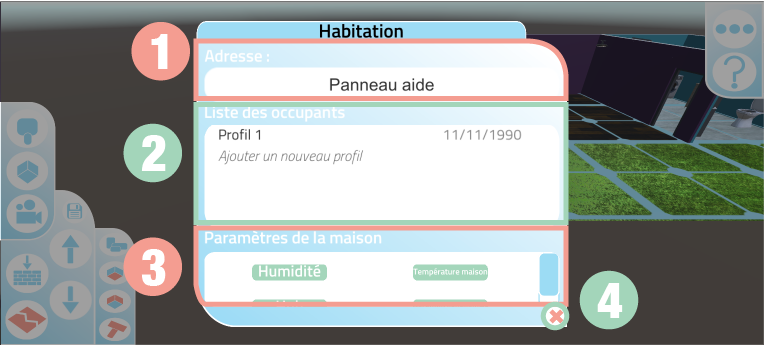 Habitation
1
Adresse :
Panneau aide
Liste des occupants
2
Profil 1 11/11/1990
Ajouter un nouveau profil
Paramètres de la maison
3
Humidité Température maison
4